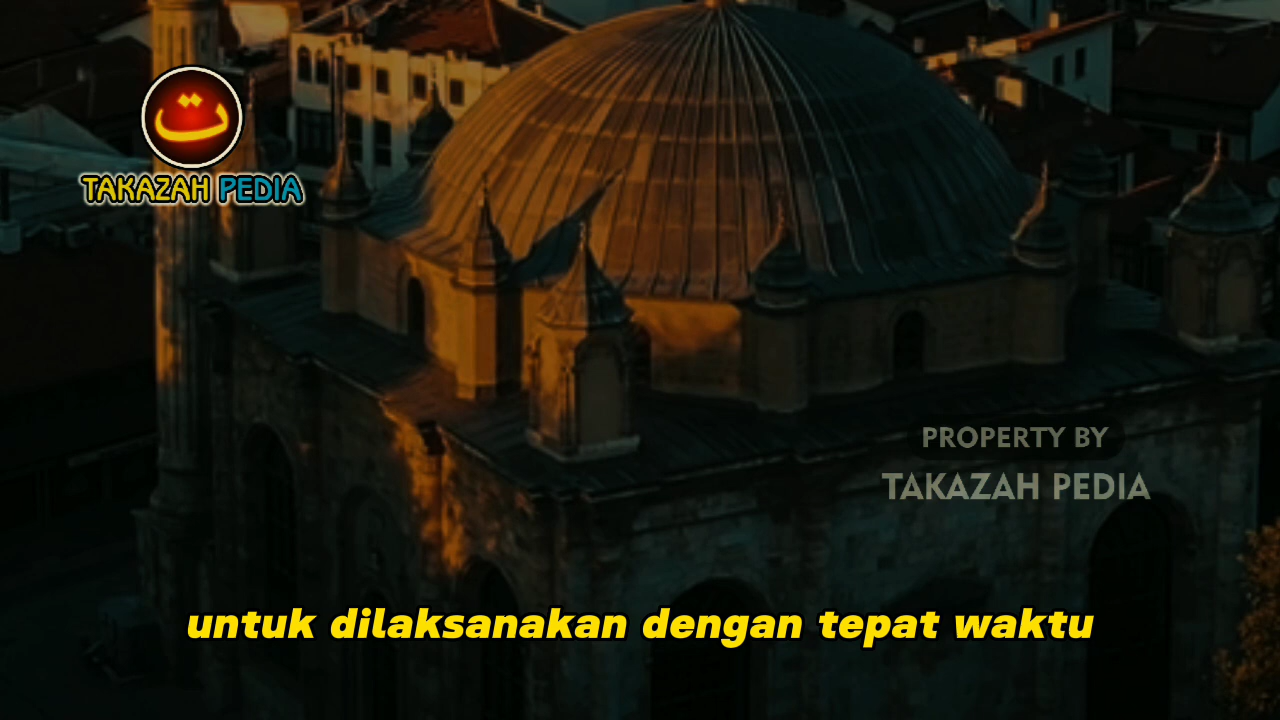 ت
TAKAZAH PEDIA
PROPERTY BY
TAKAZAH PEDIA
untuk dilaksanakan dengan tepat waktu